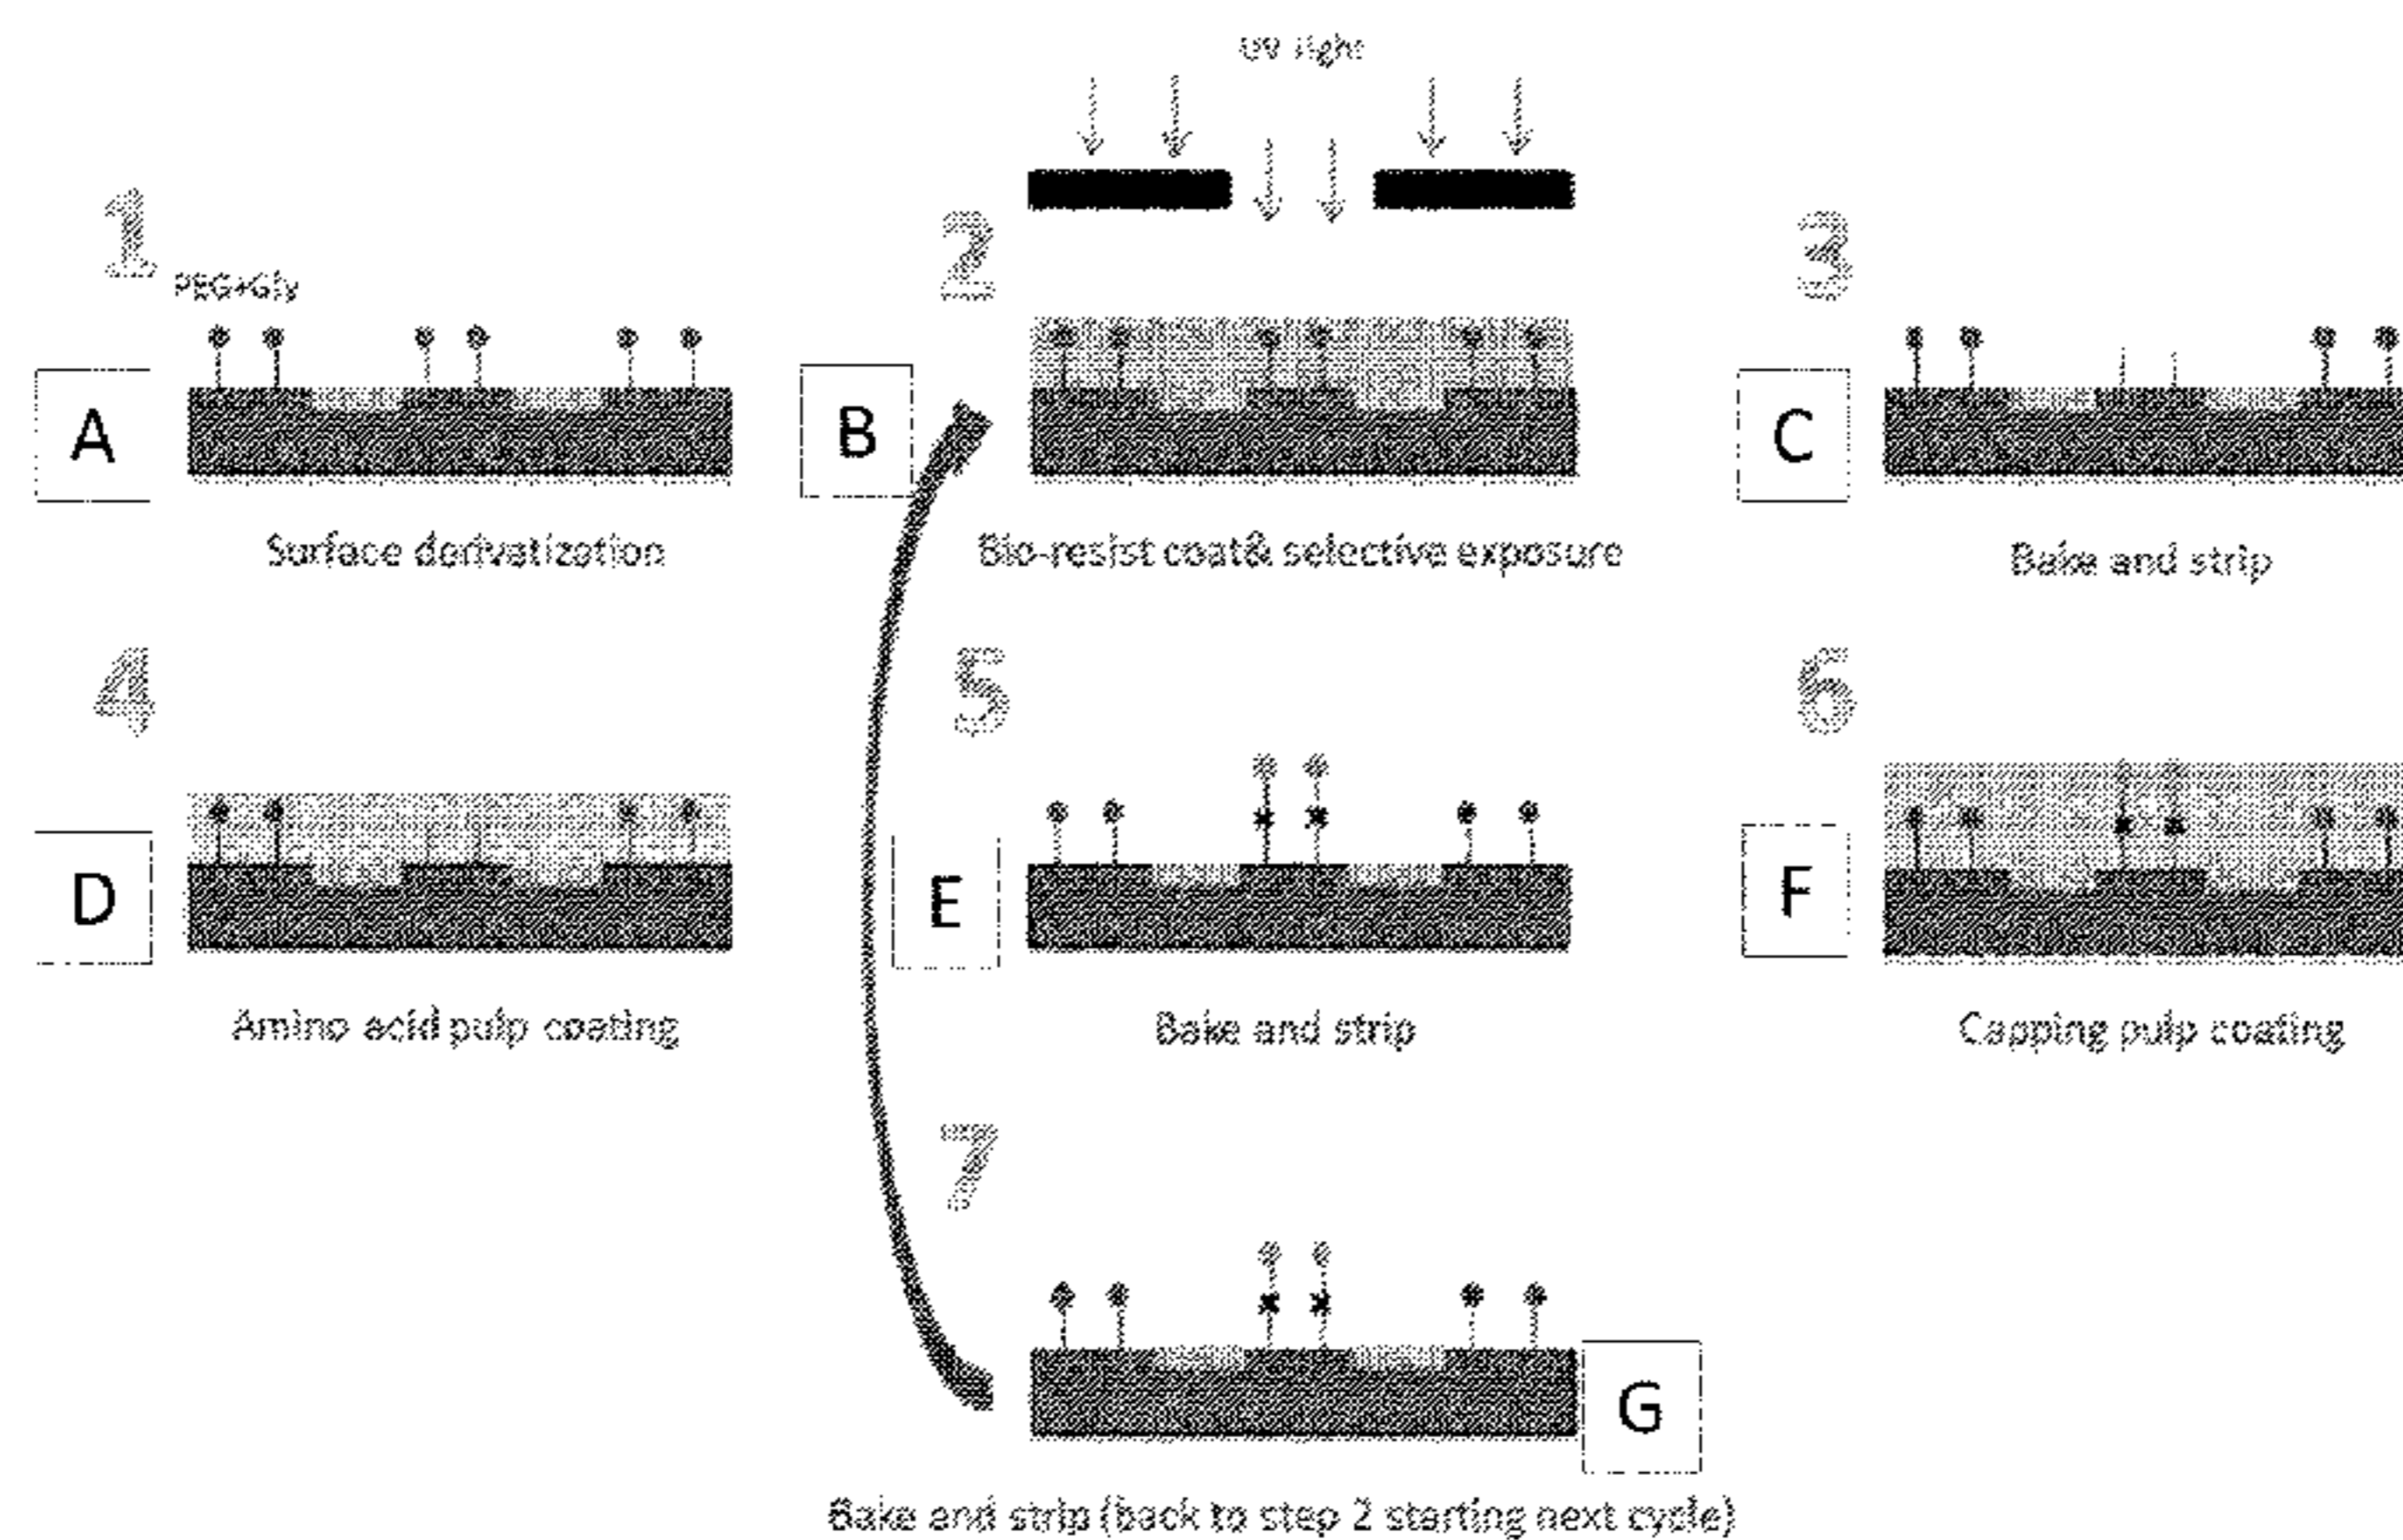 UV light
1
PEG+Gly
A
Surface derivatization
2
B
Bio-resist coat& selective exposure
3
C
Bake and strip
4
D
Amino acid pulp coating
5
E
Bake and strip
6
F
Capping pulp coating
7
G
Bake and strip (back to step 2 starting next cycle)